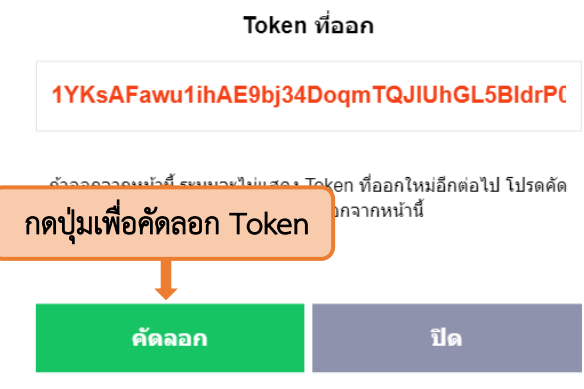 Token ที่ออก
1YKsAFawu1ihAE9bj34DoqmTQJIUhGL5BIdrP
ถ้าออกจากหน้านี้ ระบบจะไม่แสดง Token ที่ออกใหม่อีกต่อไป โปรดคัด
กจากหน้านี้
กดปุ่มเพื่อคัดลอก Token
คัดลอก
ปิด